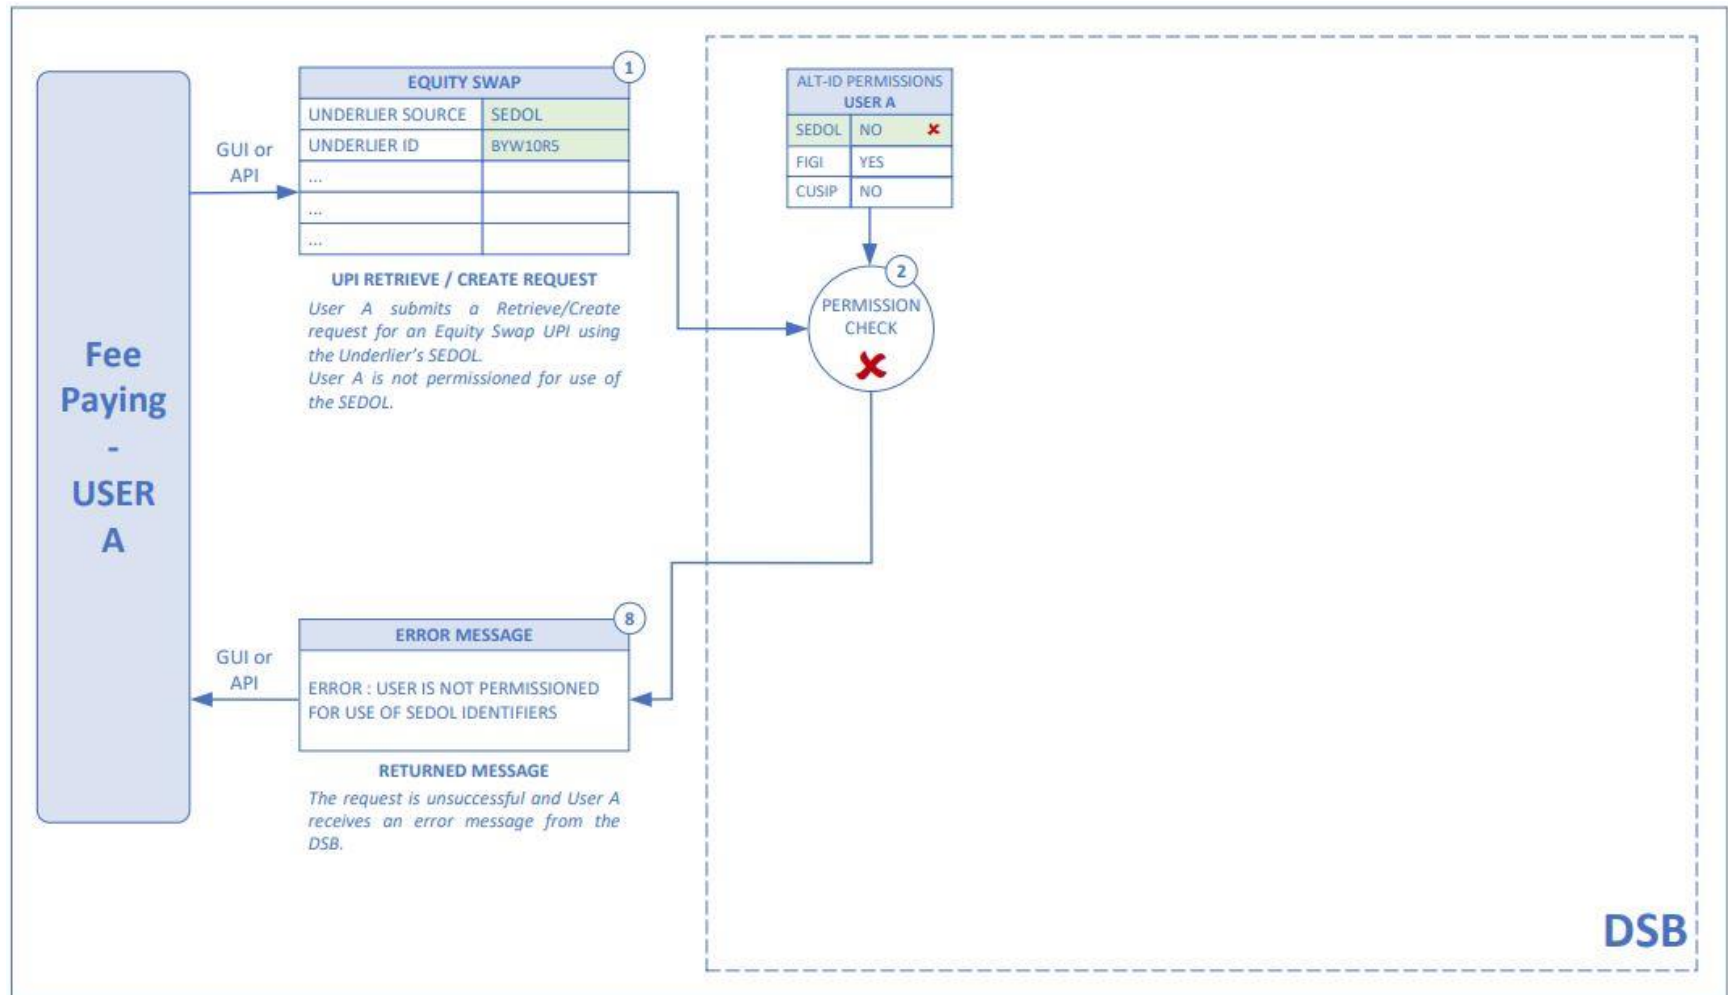 Fee
Paying
-
USER
A
GUI or
API
1
EQUITY SWAP
UNDERLIER SOURCE SEDOL
UNDERLIER ID BYW10R5
...
...
...
UPI RETRIEVE / CREATE REQUEST
User A submits a Retrieve/Create
request for an Equity Swap UPI using
the Underlier's SEDOL.
User A is not permissioned for use of
the SEDOL.
ALT-ID PERMISSIONS
USER A
SEDOL NO ✘
FIGI YES
CUSIP NO
2
PERMISSION
CHECK
✘
8
ERROR MESSAGE
ERROR : USER IS NOT PERMISSIONED
FOR USE OF SEDOL IDENTIFIERS
GUI or
API
RETURNED MESSAGE
The request is unsuccessful and User A
receives an error message from the
DSB.
DSB